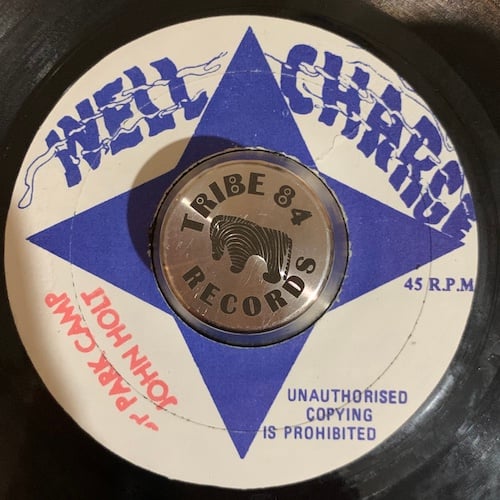 WELL CHARGE
TRIBE 84
RECORDS
45 R.P.M
PARK CAMP
JOHN HOLT
UNAUTHORISED
COPYING
IS PROHIBITED